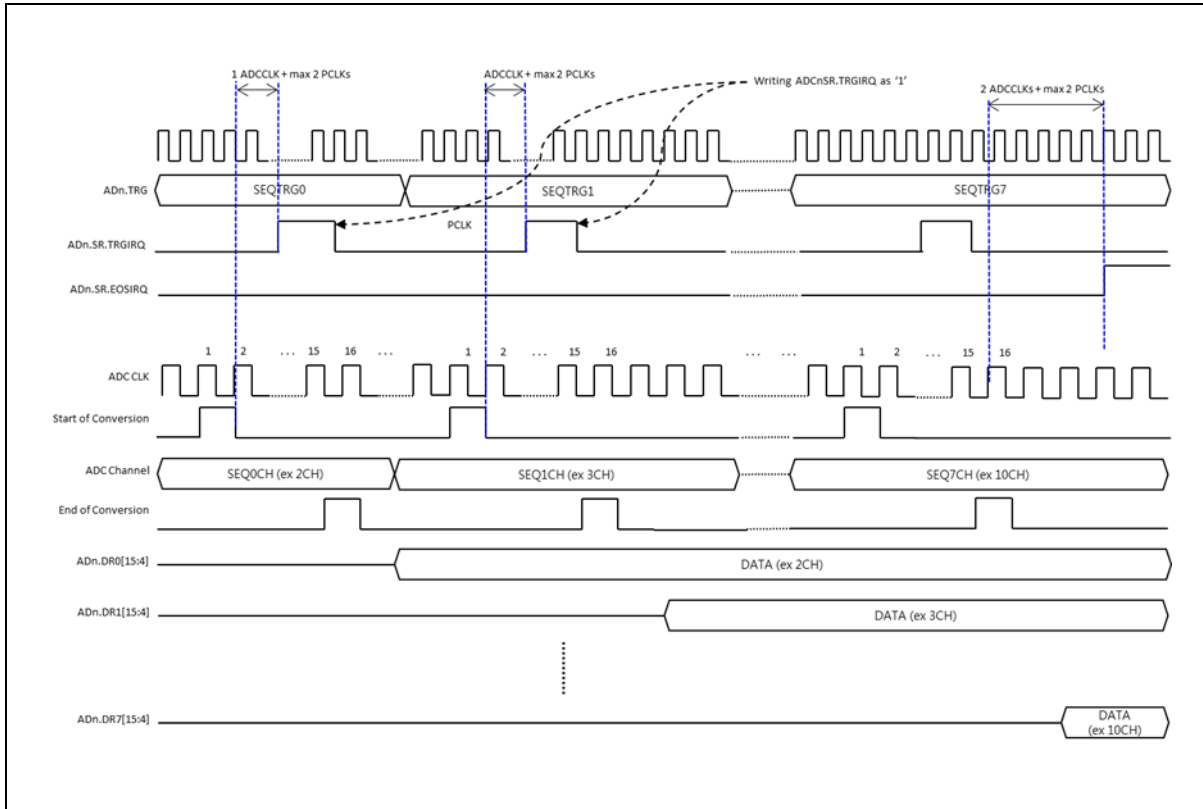 1 ADCCLK + max 2 PCLKs
ADCCLK + max 2 PCLKs
Writing ADCnSR.TRGIRQ as '1'
2 ADCCLKs + max 2 PCLKs
ADn.TRG
SEQTRG0
SEQTRG1
SEQTRG7
PCLK
ADn.SR.TRGIRQ
ADn.SR.EOSIRQ
1 2 ... 15 16 ... 1 2 ... 15 16 ... ... 1 2 ... 15 16
ADC CLK
Start of Conversion
ADC Channel
SEQ0CH (ex 2CH)
SEQ1CH (ex 3CH)
SEQ7CH (ex 10CH)
End of Conversion
ADn.DR0[15:4]
DATA (ex 2CH)
ADn.DR1[15:4]
DATA (ex 3CH)
ADn.DR7[15:4]
DATA
(ex 10CH)